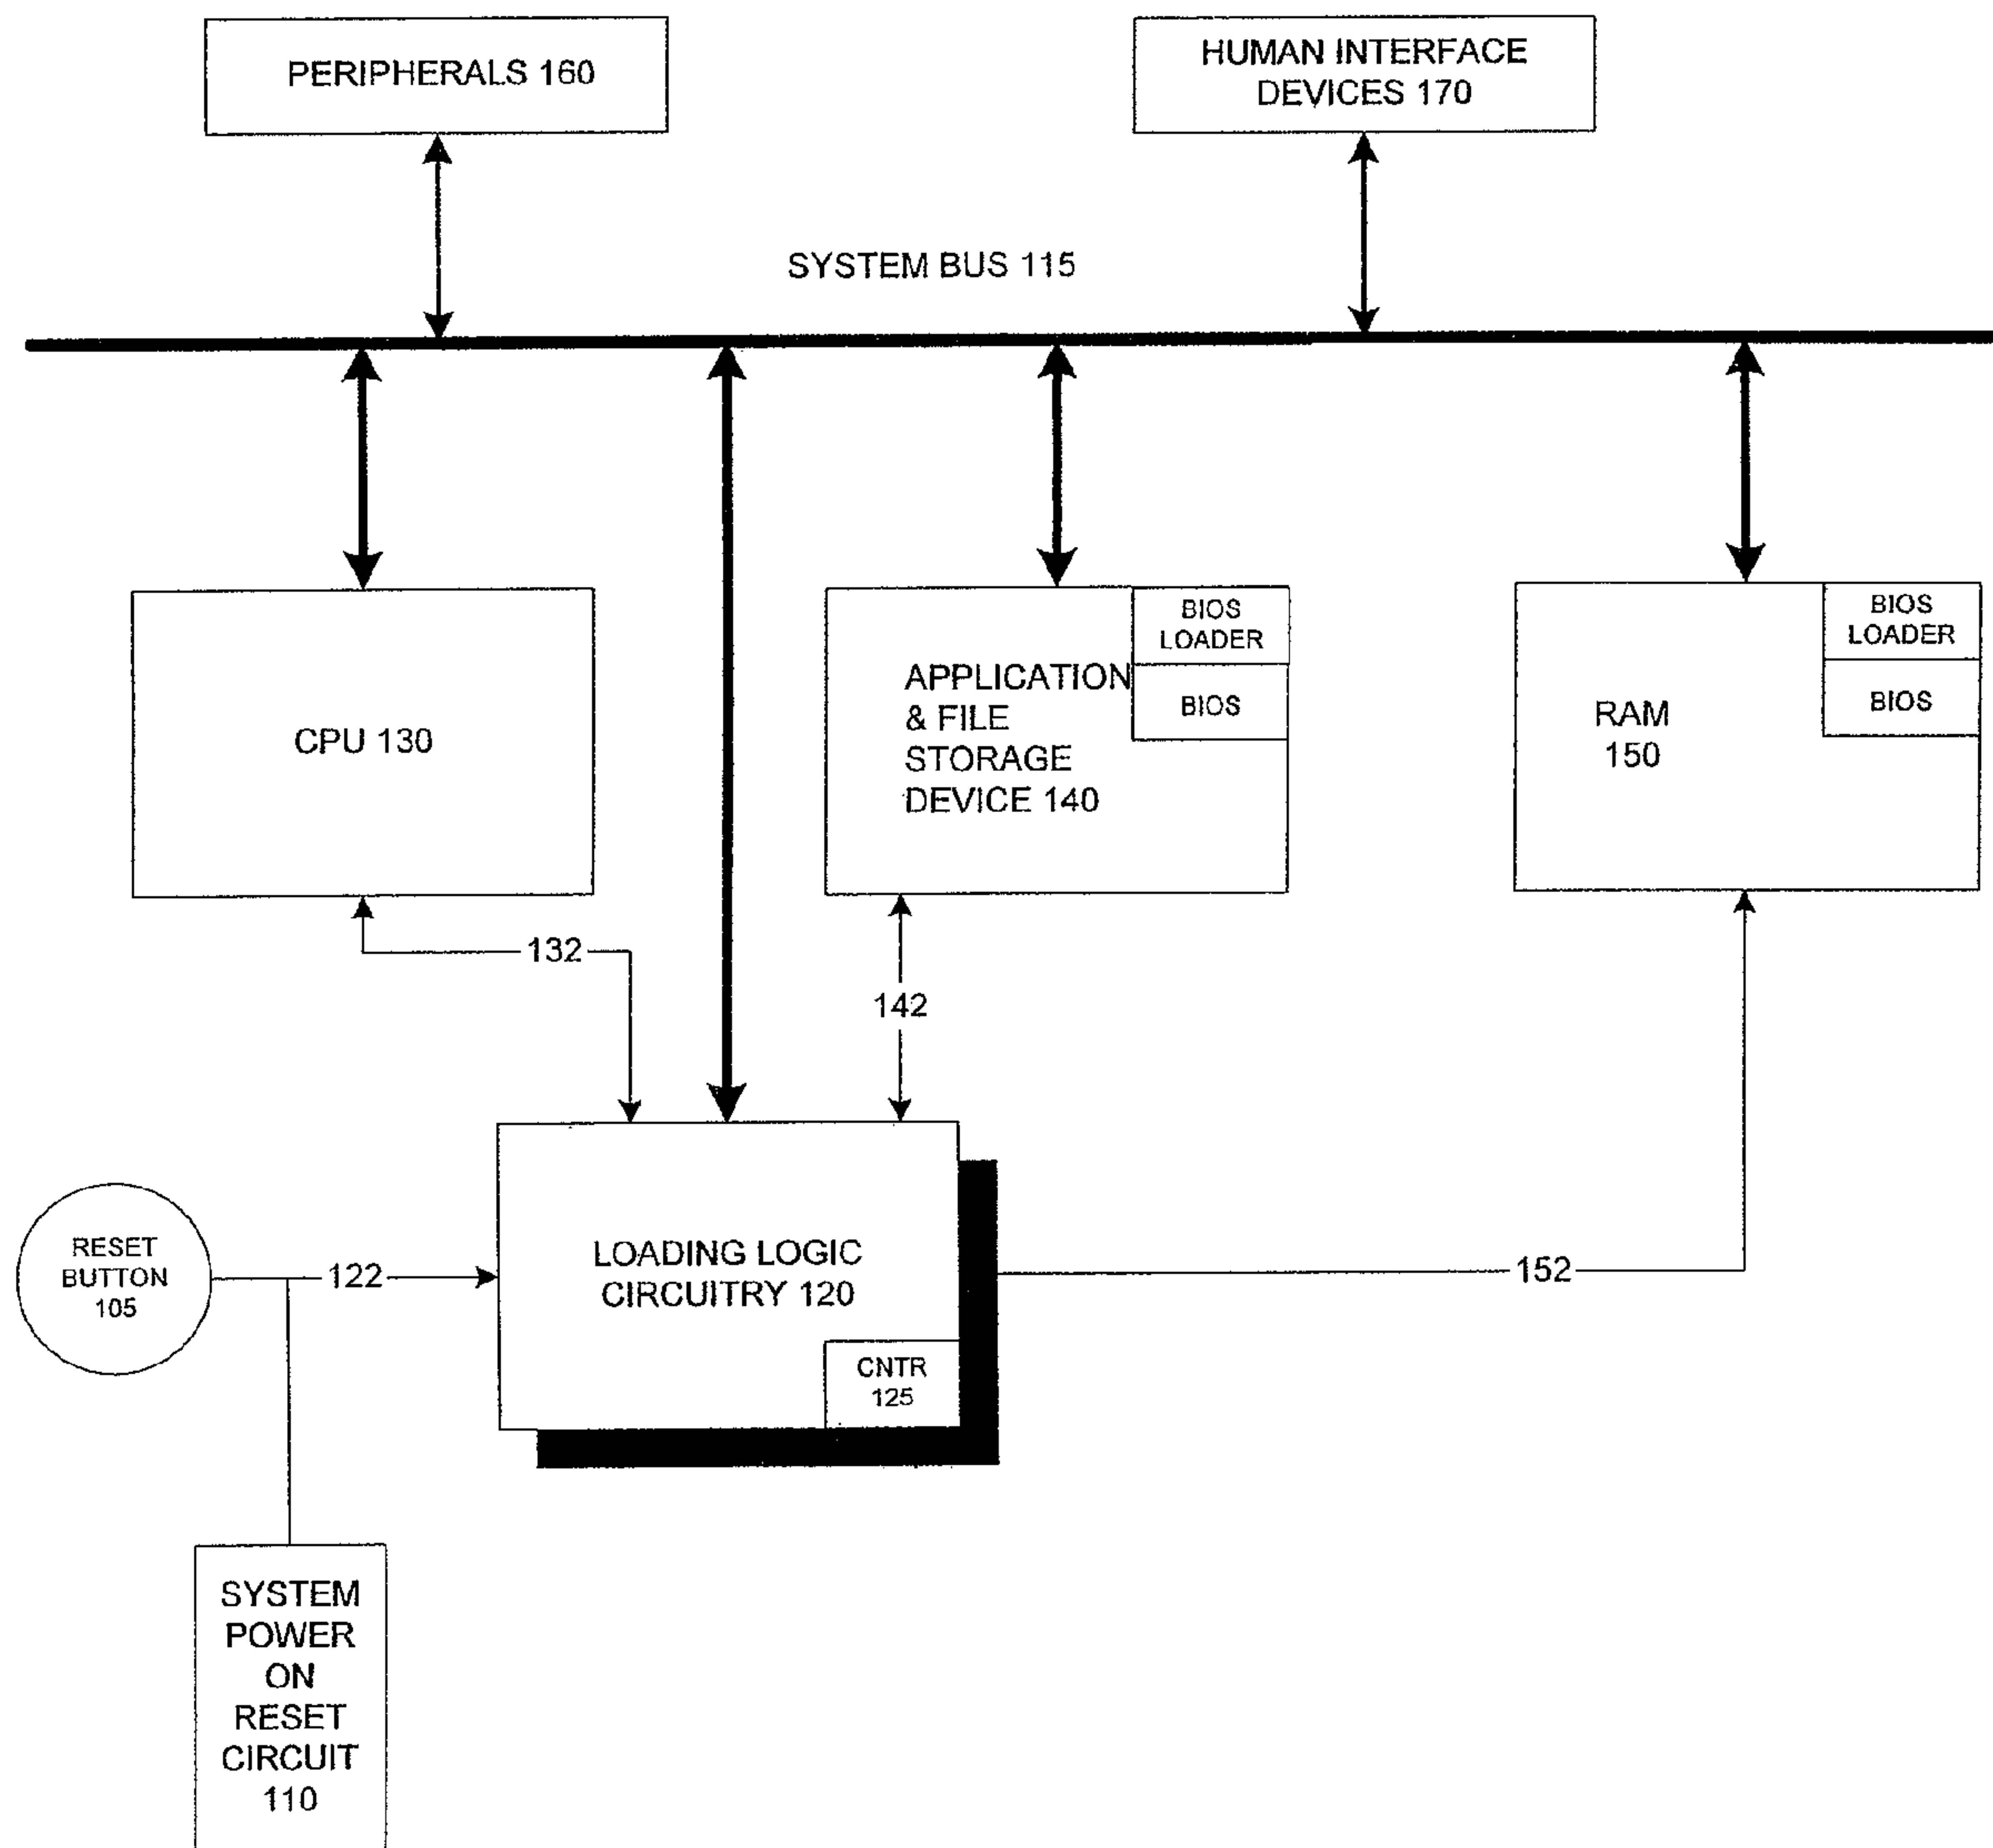 PERIPHERALS 160
HUMAN INTERFACE
DEVICES 170
SYSTEM BUS 115
CPU 130
APPLICATION
& FILE
STORAGE
DEVICE 140
BIOS
LOADER
BIOS
RAM
150
BIOS
LOADER
BIOS
132
142
RESET
BUTTON
105
122
LOADING LOGIC
CIRCUITRY 120
CNTR
125
152
SYSTEM
POWER
ON
RESET
CIRCUIT
110